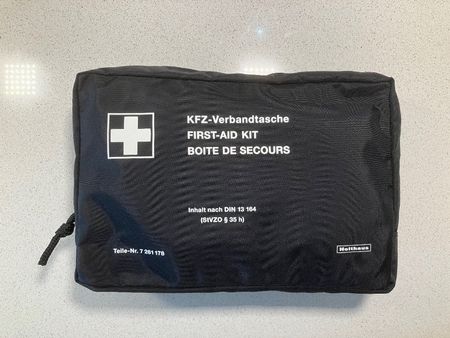 KFZ-Verbandtasche
FIRST-AID KIT
BOITE DE SECOURS
Inhalt nach DIN 13 164
(StVZO § 35 h)
Teile-Nr. 7 261 178
Holthaus